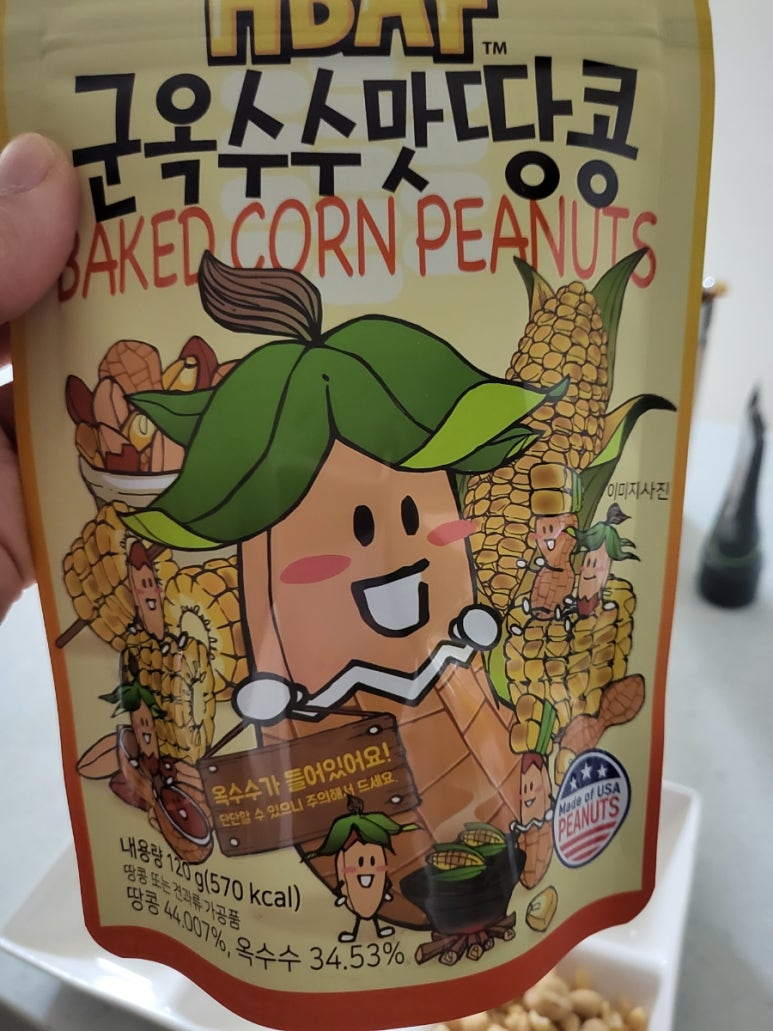 HBAF™
군옥수수맛땅콩
BAKED CORN PEANUTS
이미지사진
옥수수가 들어있어요!
단단할 수 있으니 주의해서 드세요.
Made of USA
PEANUTS
내용량 120 g(570 kcal)
땅콩 또는 견과류 가공품
땅콩 44.007%, 옥수수 34.53%